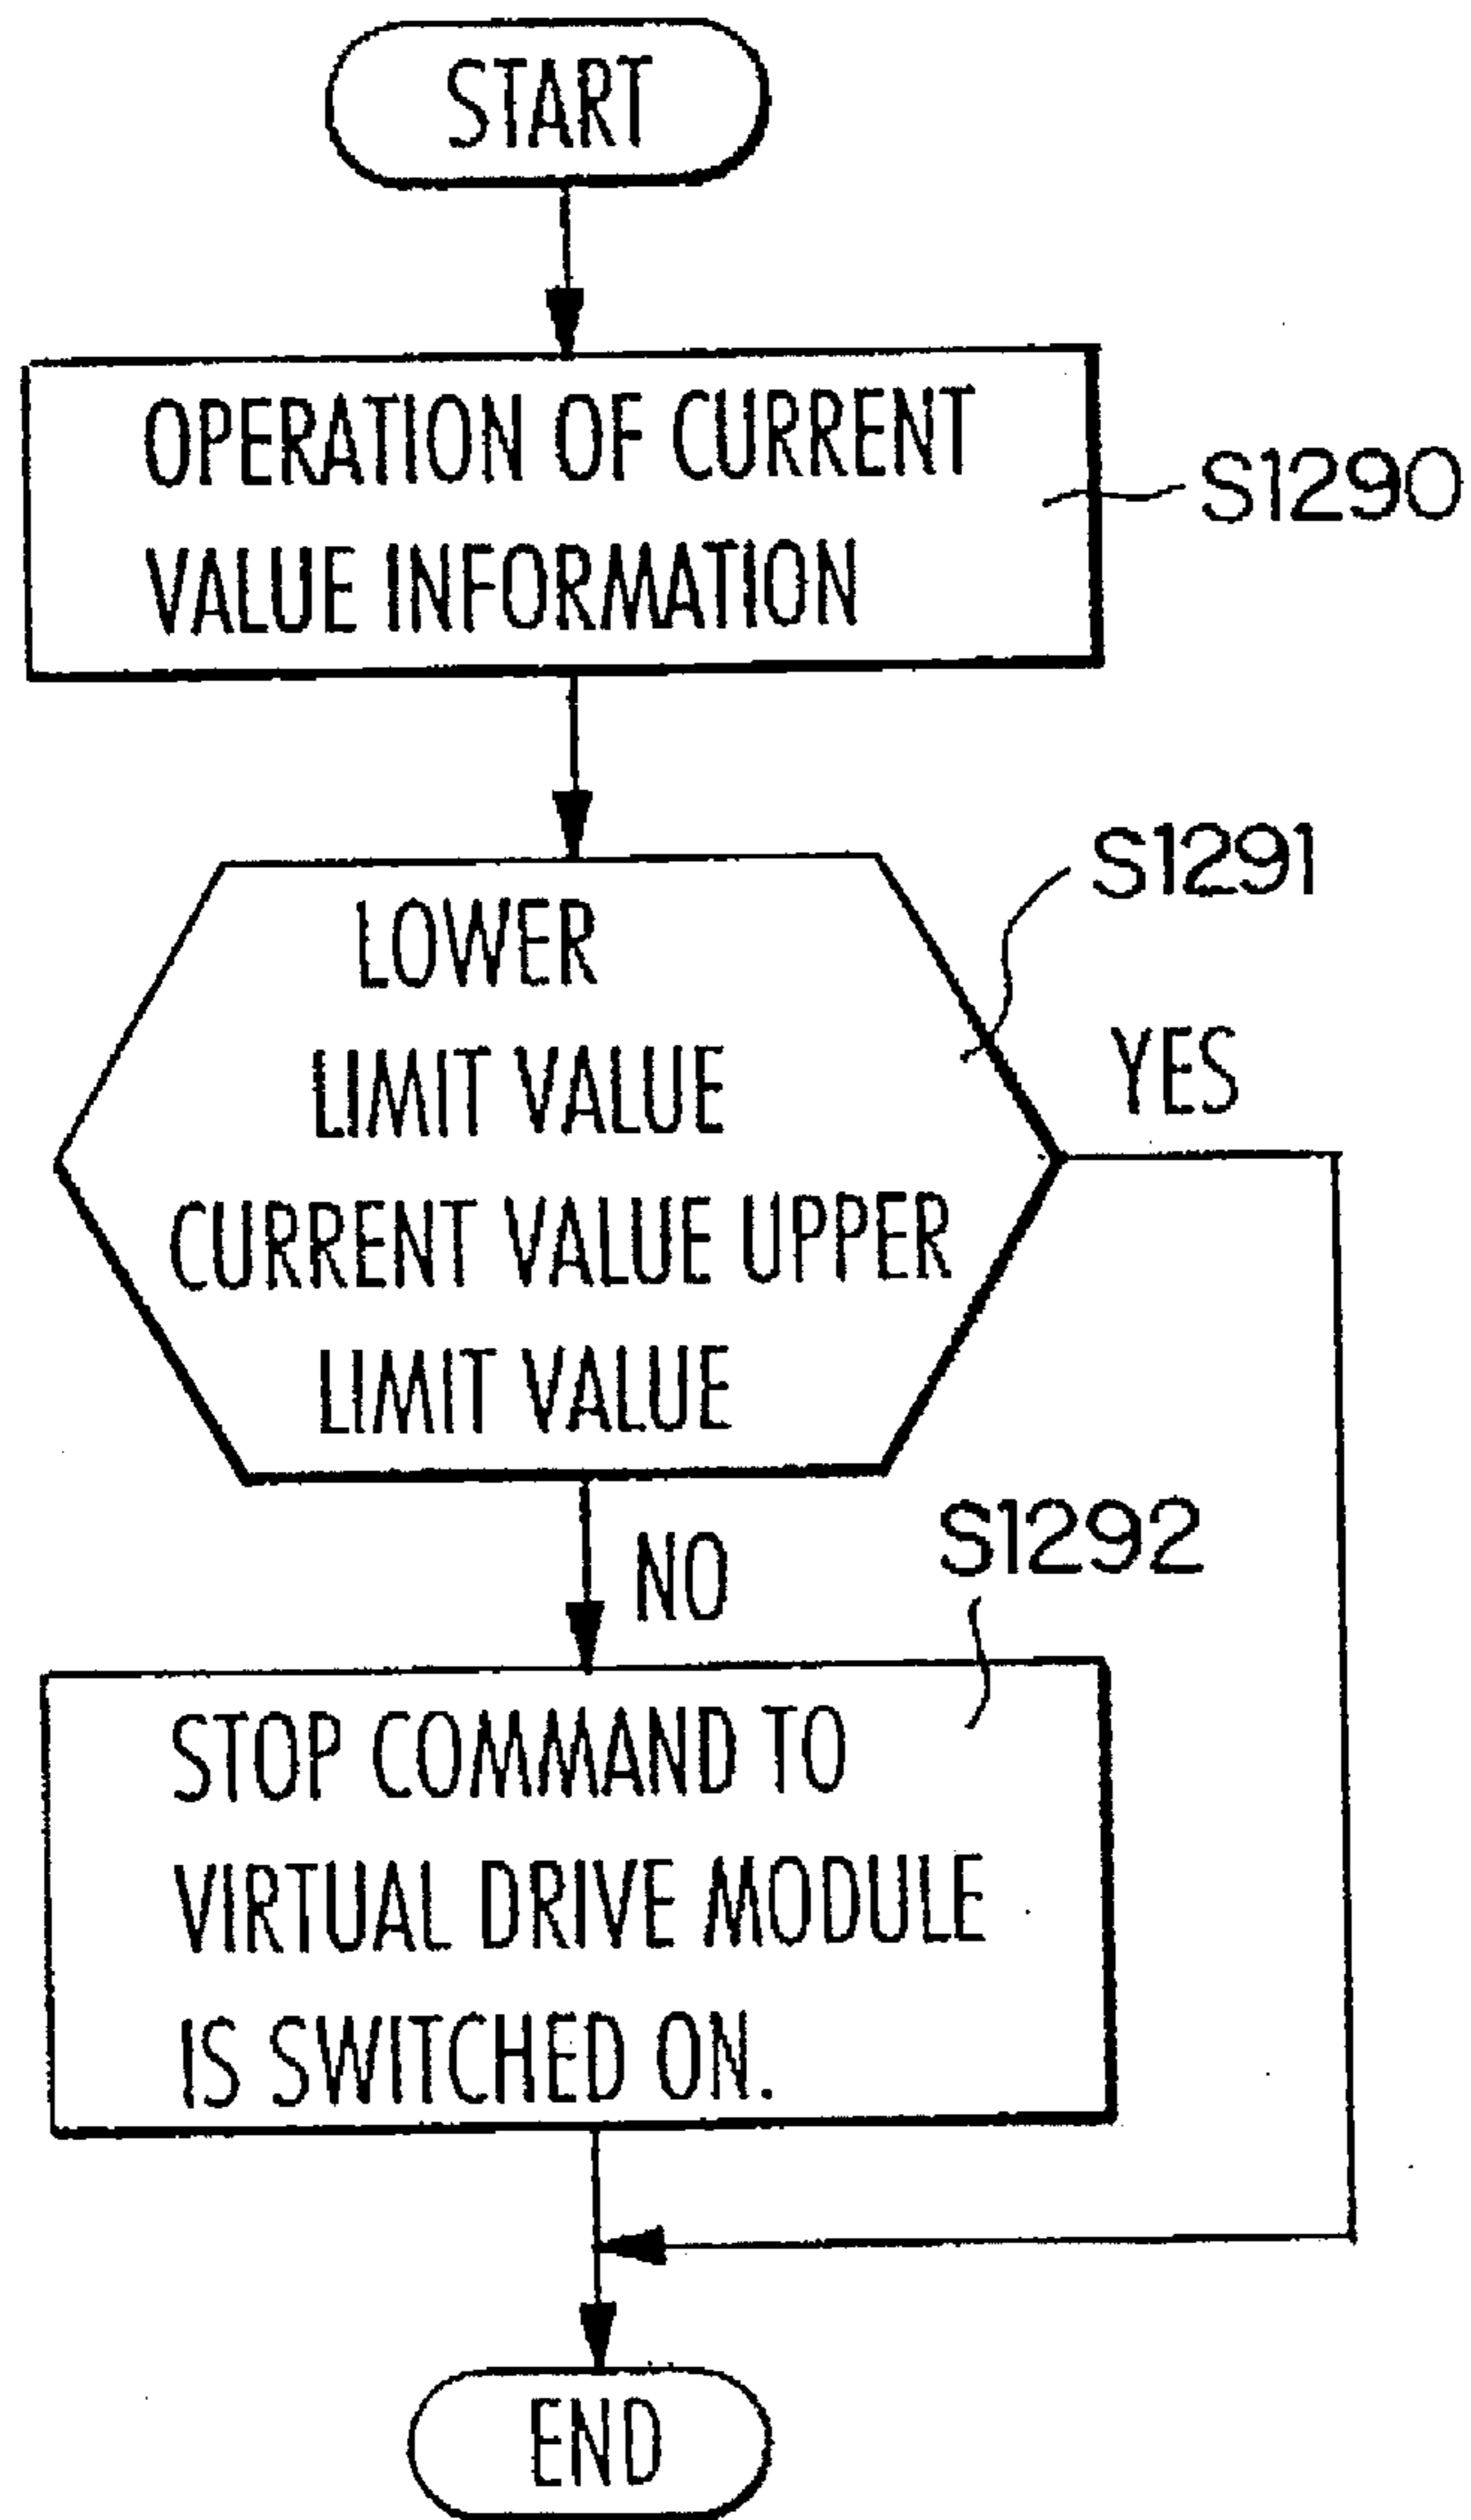 START
OPERATION OF CURRENT
VALUE INFORMATION
S1290
S1291
LOWER
LIMIT VALUE
CURRENT VALUE UPPER
LIMIT VALUE
YES
NO
S1292
STOP COMMAND TO
VIRTUAL DRIVE MODULE
IS SWITCHED ON.
END